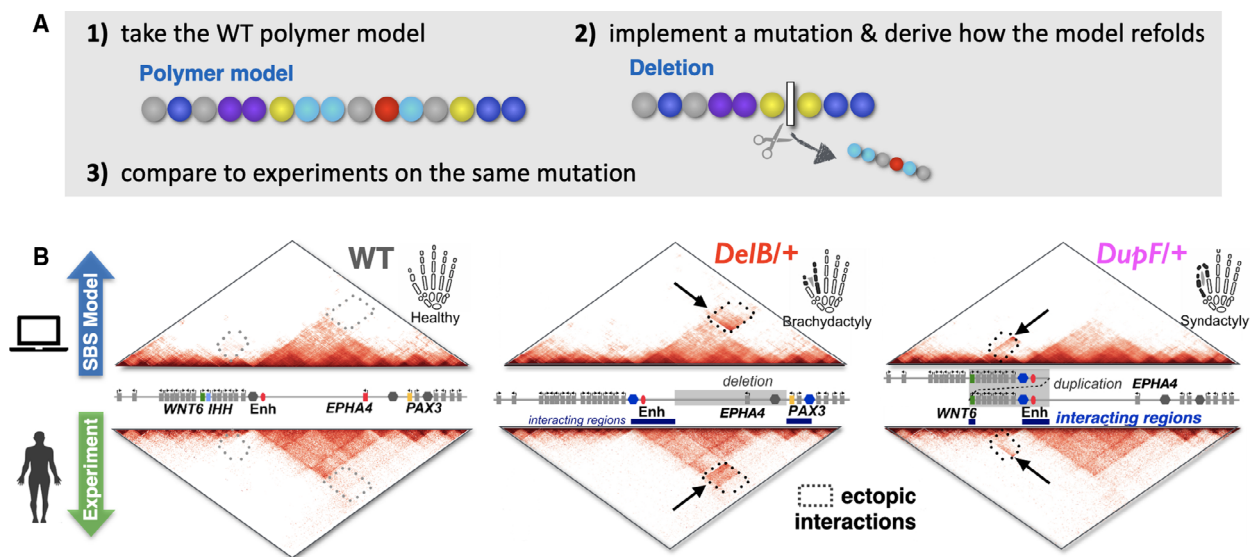 A
1) take the WT polymer model
Polymer model
2) implement a mutation & derive how the model refolds
Deletion
3) compare to experiments on the same mutation
B
SBS Model
Experiment
WT
Healthy
WNT6 IHH Enh EPHA4 PAX3
DelB/+
Brachydactyly
deletion
Enh EPHA4 PAX3
interacting regions
DupF/+
Syndactyly
duplication EPHA4
WNT6 Enh interacting regions
ectopic
interactions